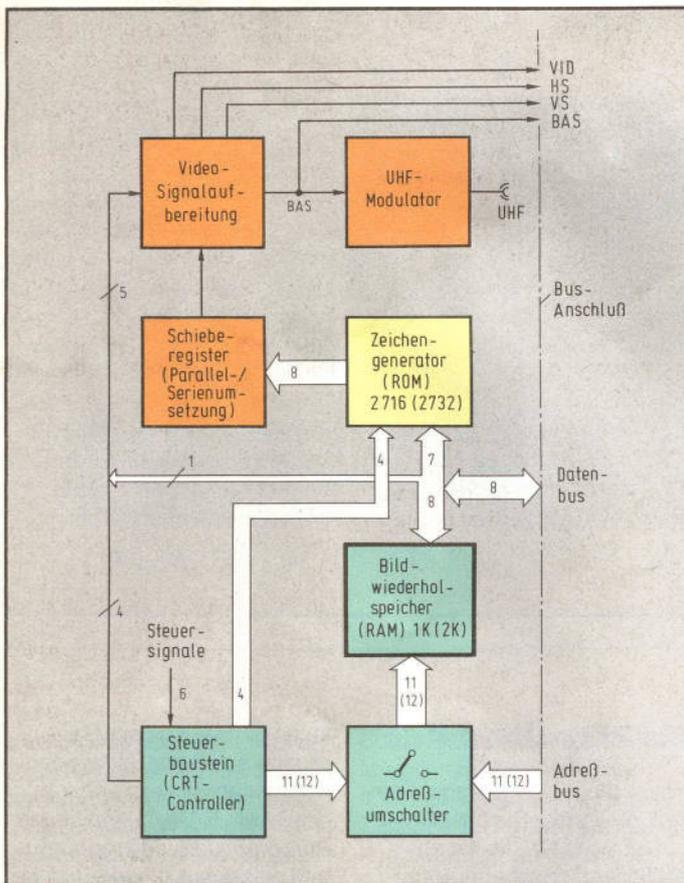 VID
HS
VS
BAS
Video-
Signalauf-
bereitung
BAS
UHF-
Modulator
UHF
5
Bus-
Anschluß
Schiebe-
register
(Parallel-/
Serienum-
setzung)
8
Zeichen-
generator
(ROM)
2716 (2732)
1
4
7
8
8
Daten-
bus
Bild-
wiederhol-
speicher
(RAM) 1K (2K)
4
Steuer-
signale
6
4
11
(12)
Steuer-
baustein
(CRT-
Controller)
11 (12)
Adreß-
umschalter
11 (12)
Adreß-
bus